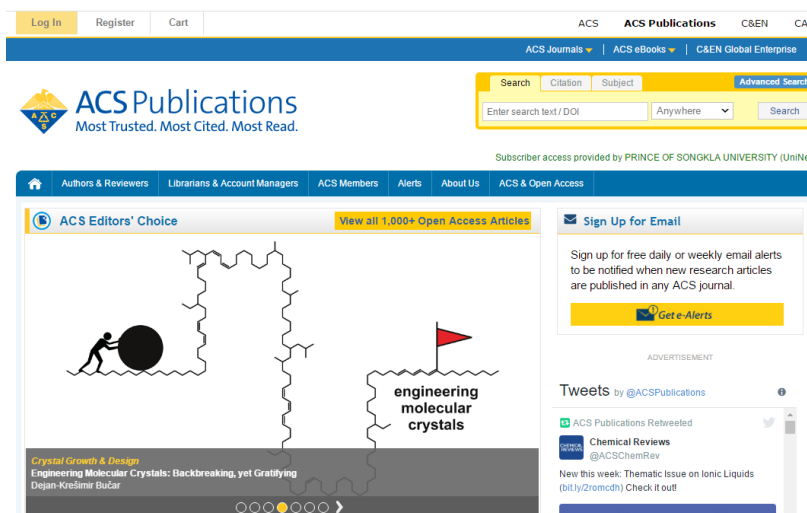 Log In Register Cart ACS ACS Publications C&EN CA
ACS Journals ACS eBooks C&EN Global Enterprise
ACS Publications
Most Trusted. Most Cited. Most Read.
A C S
Search Citation Subject Advanced Search
Enter search text / DOI Anywhere Search
Subscriber access provided by PRINCE OF SONGKLA UNIVERSITY (UniNe
Authors & Reviewers Librarians & Account Managers ACS Members Alerts About Us ACS & Open Access
ACS Editors' Choice View all 1,000+ Open Access Articles
engineering
molecular
crystals
Crystal Growth & Design
Engineering Molecular Crystals: Backbreaking, yet Gratifying
Dejan-Krešimir Bučar
Sign Up for Email
Sign up for free daily or weekly email alerts
to be notified when new research articles
are published in any ACS journal.
Get e-Alerts
ADVERTISEMENT
Tweets by @ACSPublications
ACS Publications Retweeted
CHEMICAL
REVIEWS
Chemical Reviews
@ACSChemRev
New this week: Thematic Issue on Ionic Liquids
(bit.ly/2romcdh) Check it out!